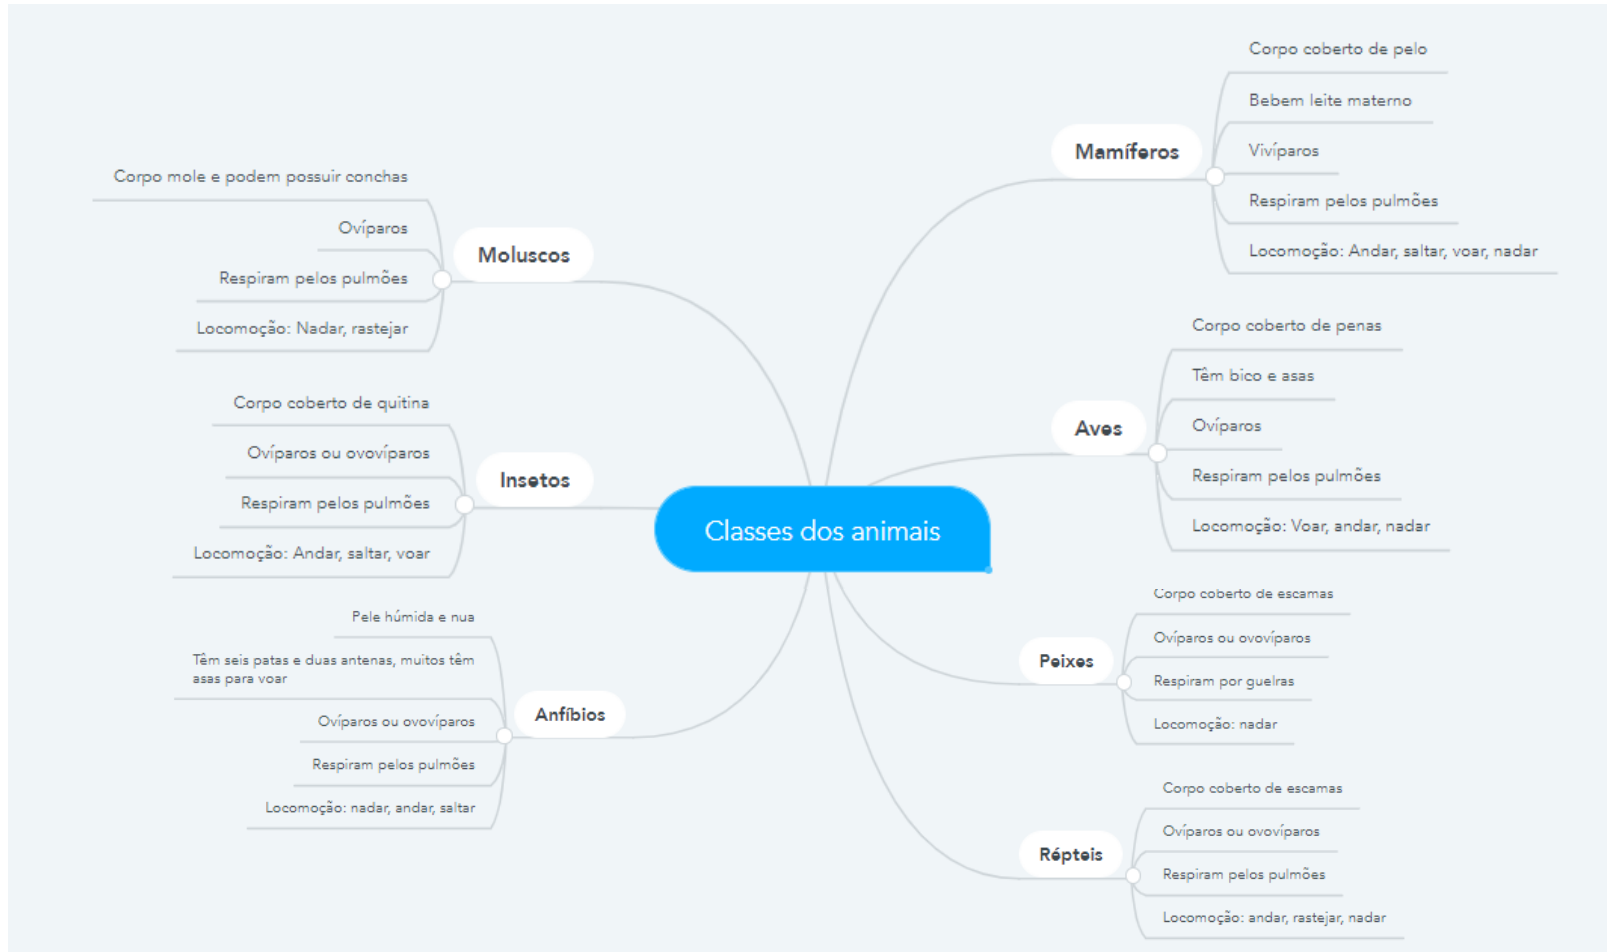 Classes dos animais
Mamíferos
Corpo coberto de pelo
Bebem leite materno
Vivíparos
Respiram pelos pulmões
Locomoção: Andar, saltar, voar, nadar
Aves
Corpo coberto de penas
Têm bico e asas
Ovíparos
Respiram pelos pulmões
Locomoção: Voar, andar, nadar
Peixes
Corpo coberto de escamas
Ovíparos ou ovovíparos
Respiram por guelras
Locomoção: nadar
Répteis
Corpo coberto de escamas
Ovíparos ou ovovíparos
Respiram pelos pulmões
Locomoção: andar, rastejar, nadar
Moluscos
Corpo mole e podem possuir conchas
Ovíparos
Respiram pelos pulmões
Locomoção: Nadar, rastejar
Insetos
Corpo coberto de quitina
Ovíparos ou ovovíparos
Respiram pelos pulmões
Locomoção: Andar, saltar, voar
Anfíbios
Pele húmida e nua
Têm seis patas e duas antenas, muitos têm
asas para voar
Ovíparos ou ovovíparos
Respiram pelos pulmões
Locomoção: nadar, andar, saltar